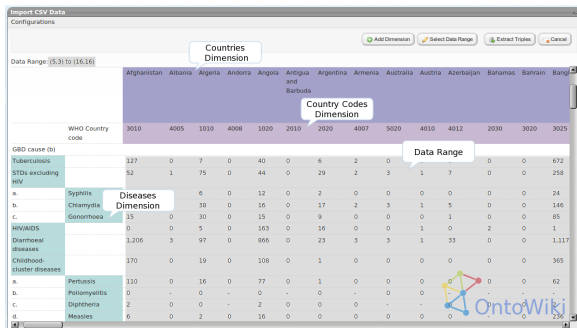 Import CSV Data
Configurations
Add Dimension Select Data Range Extract Triples Cancel
Data Range: (5,3) to (16,16)
Countries Dimension
Afghanistan Albania Algeria Andorra Angola Antigua and Barbuda Argentina Armenia Australia Austria Azerbaijan Bahamas Bahrain
Country Codes Dimension
WHO Country code 3010 4005 1010 4008 1020 2010 2020 4007 5020 4010 4012 2030 3020 3025
GBD cause (b)
Data Range
Tuberculosis 127 0 7 0 40 0 6 2 0 0 0 0 672
STDs excluding HIV 52 1 75 0 44 0 29 2 3 1 7 0 0 258
a. Syphilis 6 0 12 0 2 0 0 0 0 0 0 24
Diseases Dimension
b. Chlamydia 38 0 16 0 17 2 3 1 5 0 0 146
c. Gonorrhoea 15 0 30 0 15 0 9 0 0 0 1 0 0 85
HIV/AIDS 0 0 5 0 163 0 16 0 0 1 0 2 0 1
Diarrhoeal diseases 1,206 3 97 0 866 0 23 3 3 1 33 0 0 1,117
Childhood-cluster diseases 170 0 19 0 108 0 1 0 0 0 0 0 0 365
a. Pertussis 110 0 16 0 77 0 1 0 0 0 0 0 0 62
b. Poliomyelitis 0 - 0 - 0 - 0 - -
c. Diphtheria 0 0 0 - 2 0 0 0 - -
d. Measles 6 0 2 0 16 0 0 0 0 0 236
OntoWiki